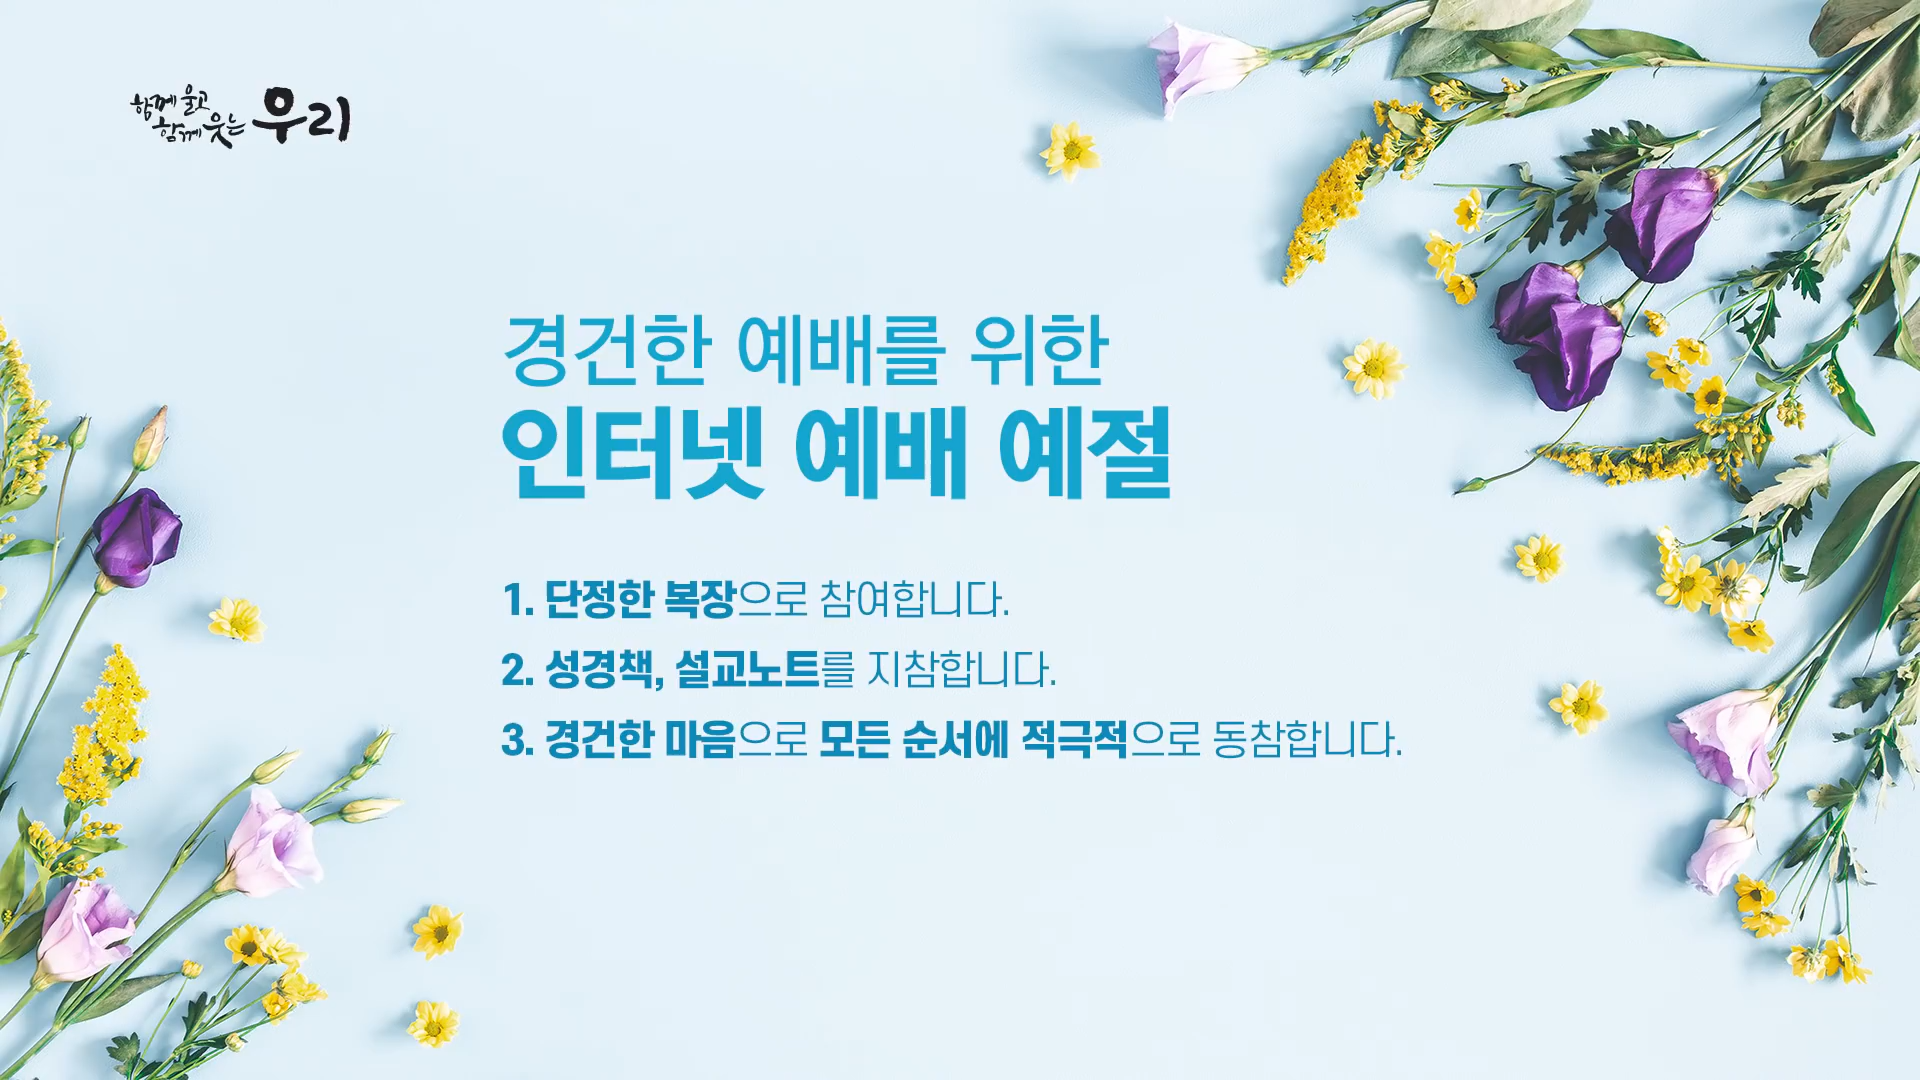 함께 울고
함께 웃는 우리
경건한 예배를 위한
인터넷 예배 예절
1. 단정한 복장으로 참여합니다.
2. 성경책, 설교노트를 지참합니다.
3. 경건한 마음으로 모든 순서에 적극적으로 동참합니다.